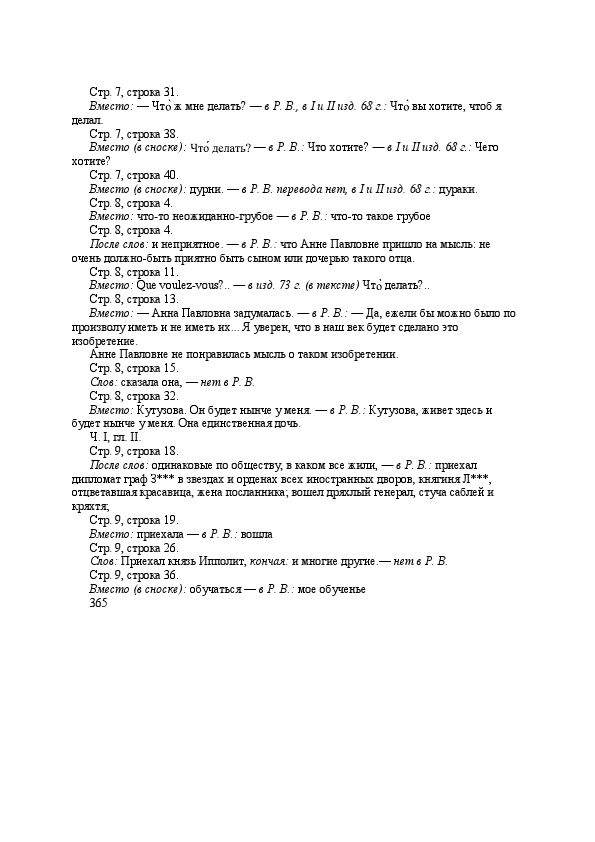 Стр. 7, строка 31.
Вместо: — Что́ ж мне делать? — в Р. В., в I и II изд. 68 г.: Что́ вы хотите, чтоб я
делал.
Стр. 7, строка 38.
Вместо (в сноске): Что́ делать? — в Р. В.: Что хотите? — в I и II изд. 68 г.: Чего
хотите?
Стр. 7, строка 40.
Вместо (в сноске): дурни. — в Р. В. перевода нет, в I и II изд. 68 г.: дураки.
Стр. 8, строка 4.
Вместо: что-то неожиданно-грубое — в Р. В.: что-то такое грубое
Стр. 8, строка 4.
После слов: и неприятное. — в Р. В.: что Анне Павловне пришло на мысль: не
очень должно-быть приятно быть сыном или дочерью такого отца.
Стр. 8, строка 11.
Вместо: Que voulez-vous?.. — в изд. 73 г. (в тексте) Что́ делать?..
Стр. 8, строка 13.
Вместо: — Анна Павловна задумалась. — в Р. В.: — Да, ежели бы можно было по
произволу иметь и не иметь их... Я уверен, что в наш век будет сделано это
изобретение.
Анне Павловне не понравилась мысль о таком изобретении.
Стр. 8, строка 15.
Слов: сказала она, — нет в Р. В.
Стр. 8, строка 32.
Вместо: Кутузова. Он будет нынче у меня. — в Р. В.: Кутузова, живет здесь и
будет нынче у меня. Она единственная дочь.
Ч. I, гл. II.
Стр. 9, строка 18.
После слов: одинаковые по обществу, в каком все жили, — в Р. В.: приехал
дипломат граф З*** в звездах и орденах всех иностранных дворов, княгиня Л***,
отцветавшая красавица, жена посланника; вошел дряхлый генерал, стуча саблей и
кряхтя;
Стр. 9, строка 19.
Вместо: приехала — в Р. В.: вошла
Стр. 9, строка 26.
Слов: Приехал князь Ипполит, кончая: и многие другие.— нет в Р. В.
Стр. 9, строка 36.
Вместо (в сноске): обучаться — в Р. В.: мое обученье
365